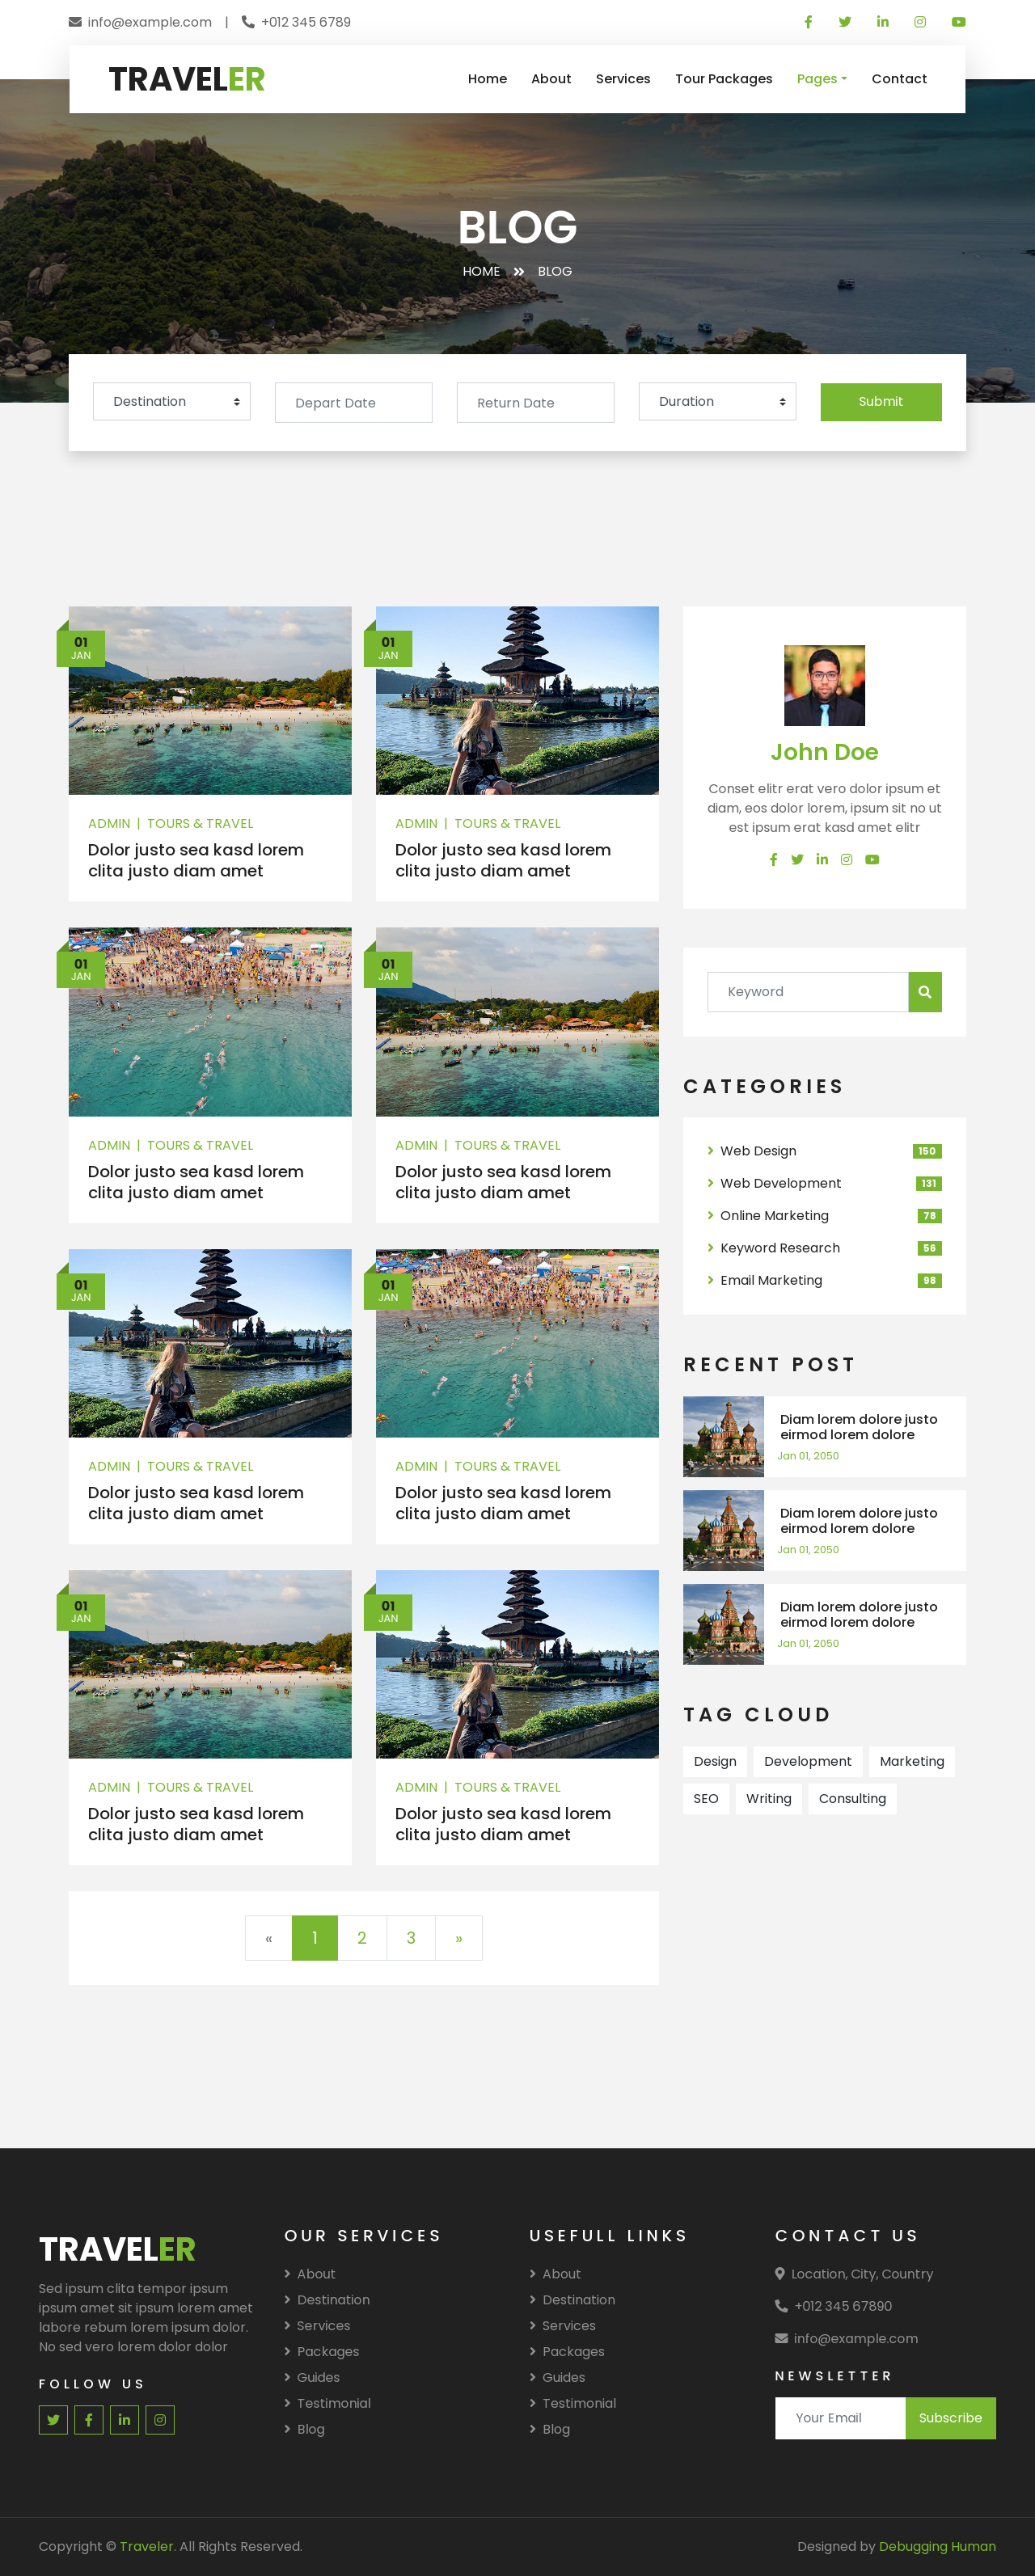 info@example.com | +012 345 6789
TRAVELER
Home About Services Tour Packages Pages Contact
BLOG
HOME » BLOG
Destination Depart Date Return Date Duration Submit
01
JAN
ADMIN | TOURS & TRAVEL
Dolor justo sea kasd lorem
clita justo diam amet
01
JAN
ADMIN | TOURS & TRAVEL
Dolor justo sea kasd lorem
clita justo diam amet
01
JAN
ADMIN | TOURS & TRAVEL
Dolor justo sea kasd lorem
clita justo diam amet
01
JAN
ADMIN | TOURS & TRAVEL
Dolor justo sea kasd lorem
clita justo diam amet
01
JAN
ADMIN | TOURS & TRAVEL
Dolor justo sea kasd lorem
clita justo diam amet
01
JAN
ADMIN | TOURS & TRAVEL
Dolor justo sea kasd lorem
clita justo diam amet
01
JAN
ADMIN | TOURS & TRAVEL
Dolor justo sea kasd lorem
clita justo diam amet
01
JAN
ADMIN | TOURS & TRAVEL
Dolor justo sea kasd lorem
clita justo diam amet
« 1 2 3 »
John Doe
Conset elitr erat vero dolor ipsum et
diam, eos dolor lorem, ipsum sit no ut
est ipsum erat kasd amet elitr
Keyword
CATEGORIES
Web Design 150
Web Development 131
Online Marketing 78
Keyword Research 56
Email Marketing 98
RECENT POST
Diam lorem dolore justo
eirmod lorem dolore
Jan 01, 2050
Diam lorem dolore justo
eirmod lorem dolore
Jan 01, 2050
Diam lorem dolore justo
eirmod lorem dolore
Jan 01, 2050
TAG CLOUD
Design Development Marketing
SEO Writing Consulting
TRAVELER
Sed ipsum clita tempor ipsum
ipsum amet sit ipsum lorem amet
labore rebum lorem ipsum dolor.
No sed vero lorem dolor dolor
FOLLOW US
OUR SERVICES
About
Destination
Services
Packages
Guides
Testimonial
Blog
USEFULL LINKS
About
Destination
Services
Packages
Guides
Testimonial
Blog
CONTACT US
Location, City, Country
+012 345 67890
info@example.com
NEWSLETTER
Your Email Subscribe
Copyright © Traveler. All Rights Reserved.
Designed by Debugging Human